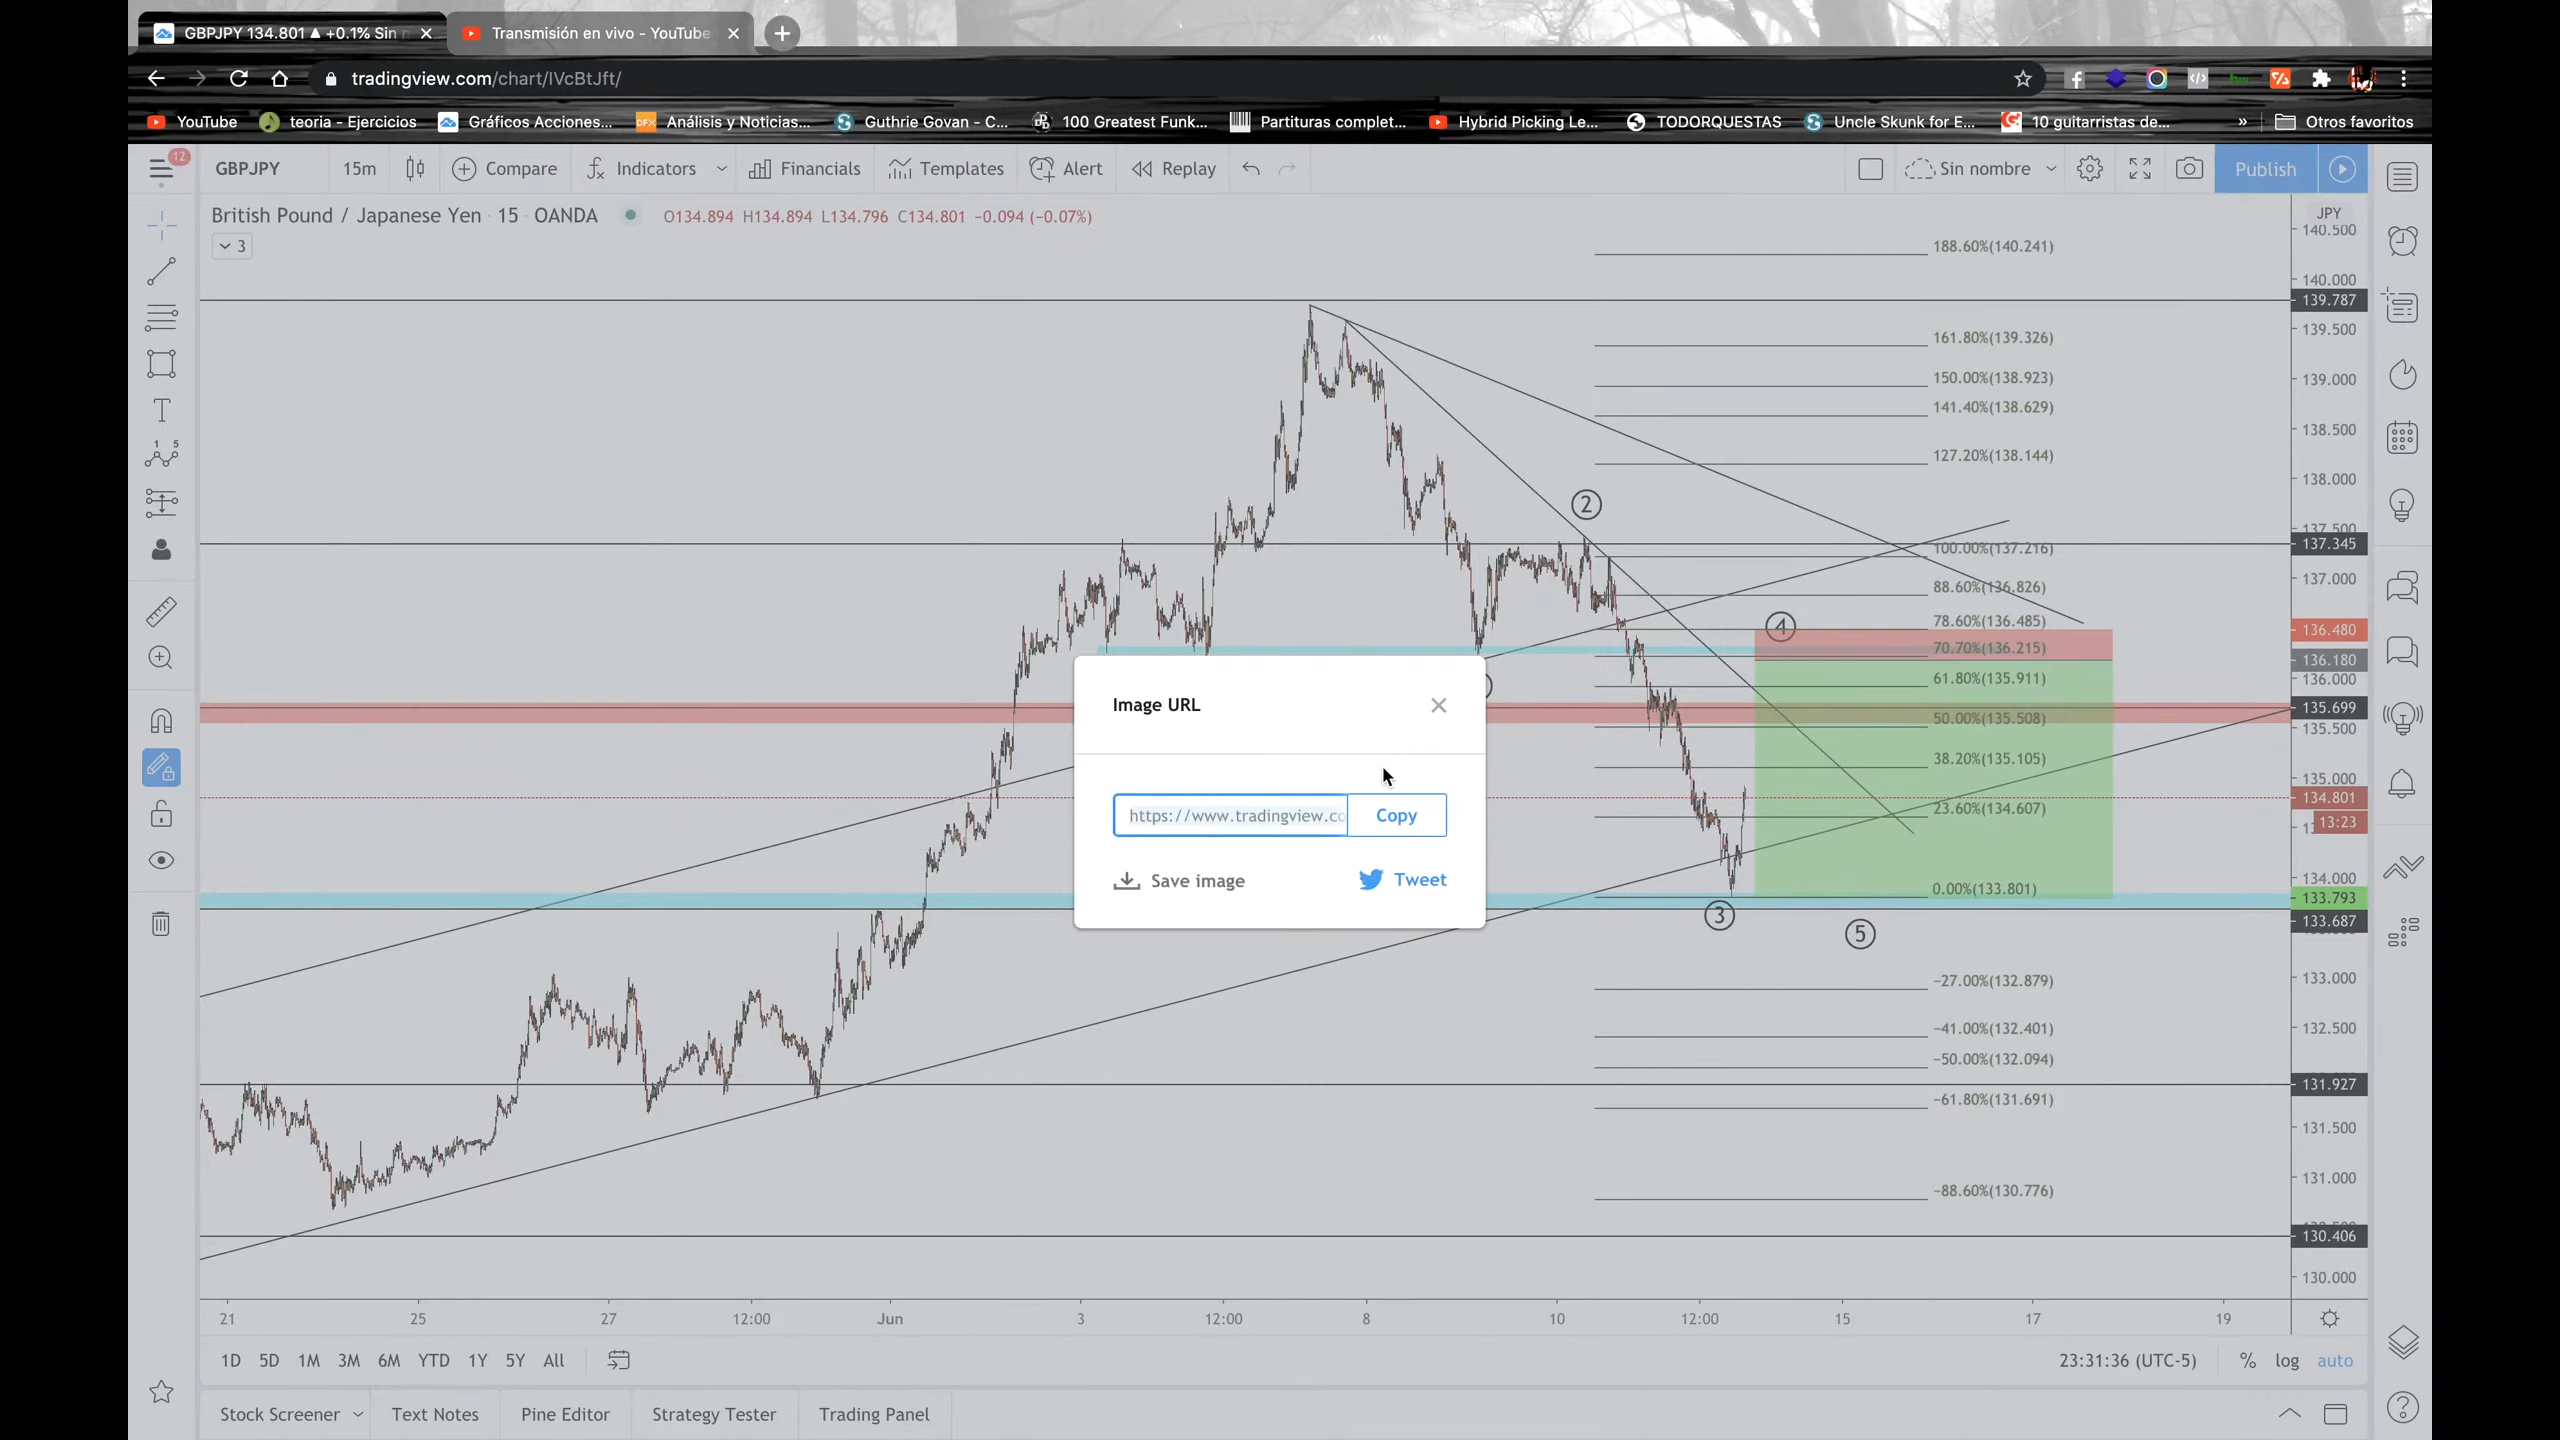 GBPJPY 134.801 ▲ +0.1% Sin
Transmisión en vivo - YouTube
tradingview.com/chart/IVcBtJft/
YouTube
teoria - Ejercicios
Gráficos Acciones...
DFX
Análisis y Noticias...
Guthrie Govan - C...
100 Greatest Funk...
Partituras complet...
Hybrid Picking Le...
TODORQUESTAS
Uncle Skunk for E...
10 guitarristas de...
»
Otros favoritos
12
GBPJPY
15m
Compare
Indicators
Financials
Templates
Alert
Replay
Sin nombre
Publish
British Pound / Japanese Yen · 15 · OANDA
O134.894 H134.894 L134.796 C134.801 −0.094 (−0.07%)
3
JPY
140.500
140.000
139.787
139.500
139.000
138.500
138.000
137.500
137.345
137.000
136.480
136.180
136.000
135.699
135.500
135.000
134.801
13:23
134.000
133.793
133.687
133.000
132.500
131.927
131.500
131.000
130.406
130.000
188.60%(140.241)
161.80%(139.326)
150.00%(138.923)
141.40%(138.629)
127.20%(138.144)
100.00%(137.216)
88.60%(136.826)
78.60%(136.485)
70.70%(136.215)
61.80%(135.911)
50.00%(135.508)
38.20%(135.105)
23.60%(134.607)
0.00%(133.801)
−27.00%(132.879)
−41.00%(132.401)
−50.00%(132.094)
−61.80%(131.691)
−88.60%(130.776)
②
④
③
⑤
Image URL
https://www.tradingview.co
Copy
Save image
Tweet
21
25
27
12:00
Jun
3
12:00
8
10
12:00
15
17
19
1D
5D
1M
3M
6M
YTD
1Y
5Y
All
23:31:36 (UTC-5)
%
log
auto
Stock Screener
Text Notes
Pine Editor
Strategy Tester
Trading Panel